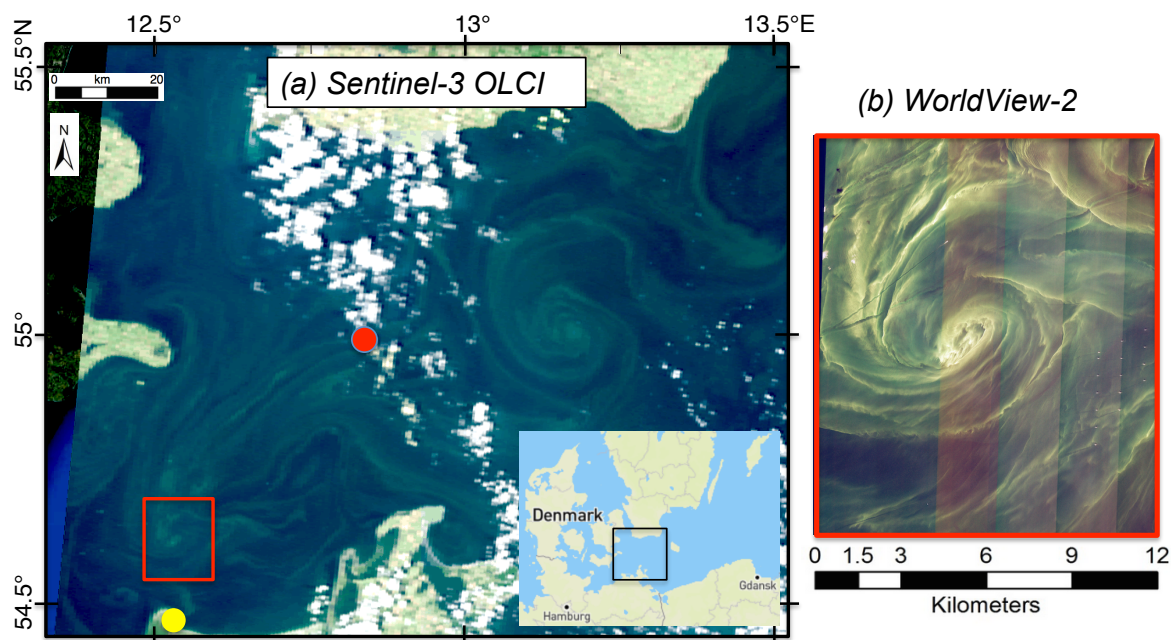 12.5°
13°
13.5°E
55.5°N
55°
54.5°
0 km 20
N
(a) Sentinel-3 OLCI
Denmark
Hamburg
Gdansk
(b) WorldView-2
0 1.5 3 6 9 12
Kilometers